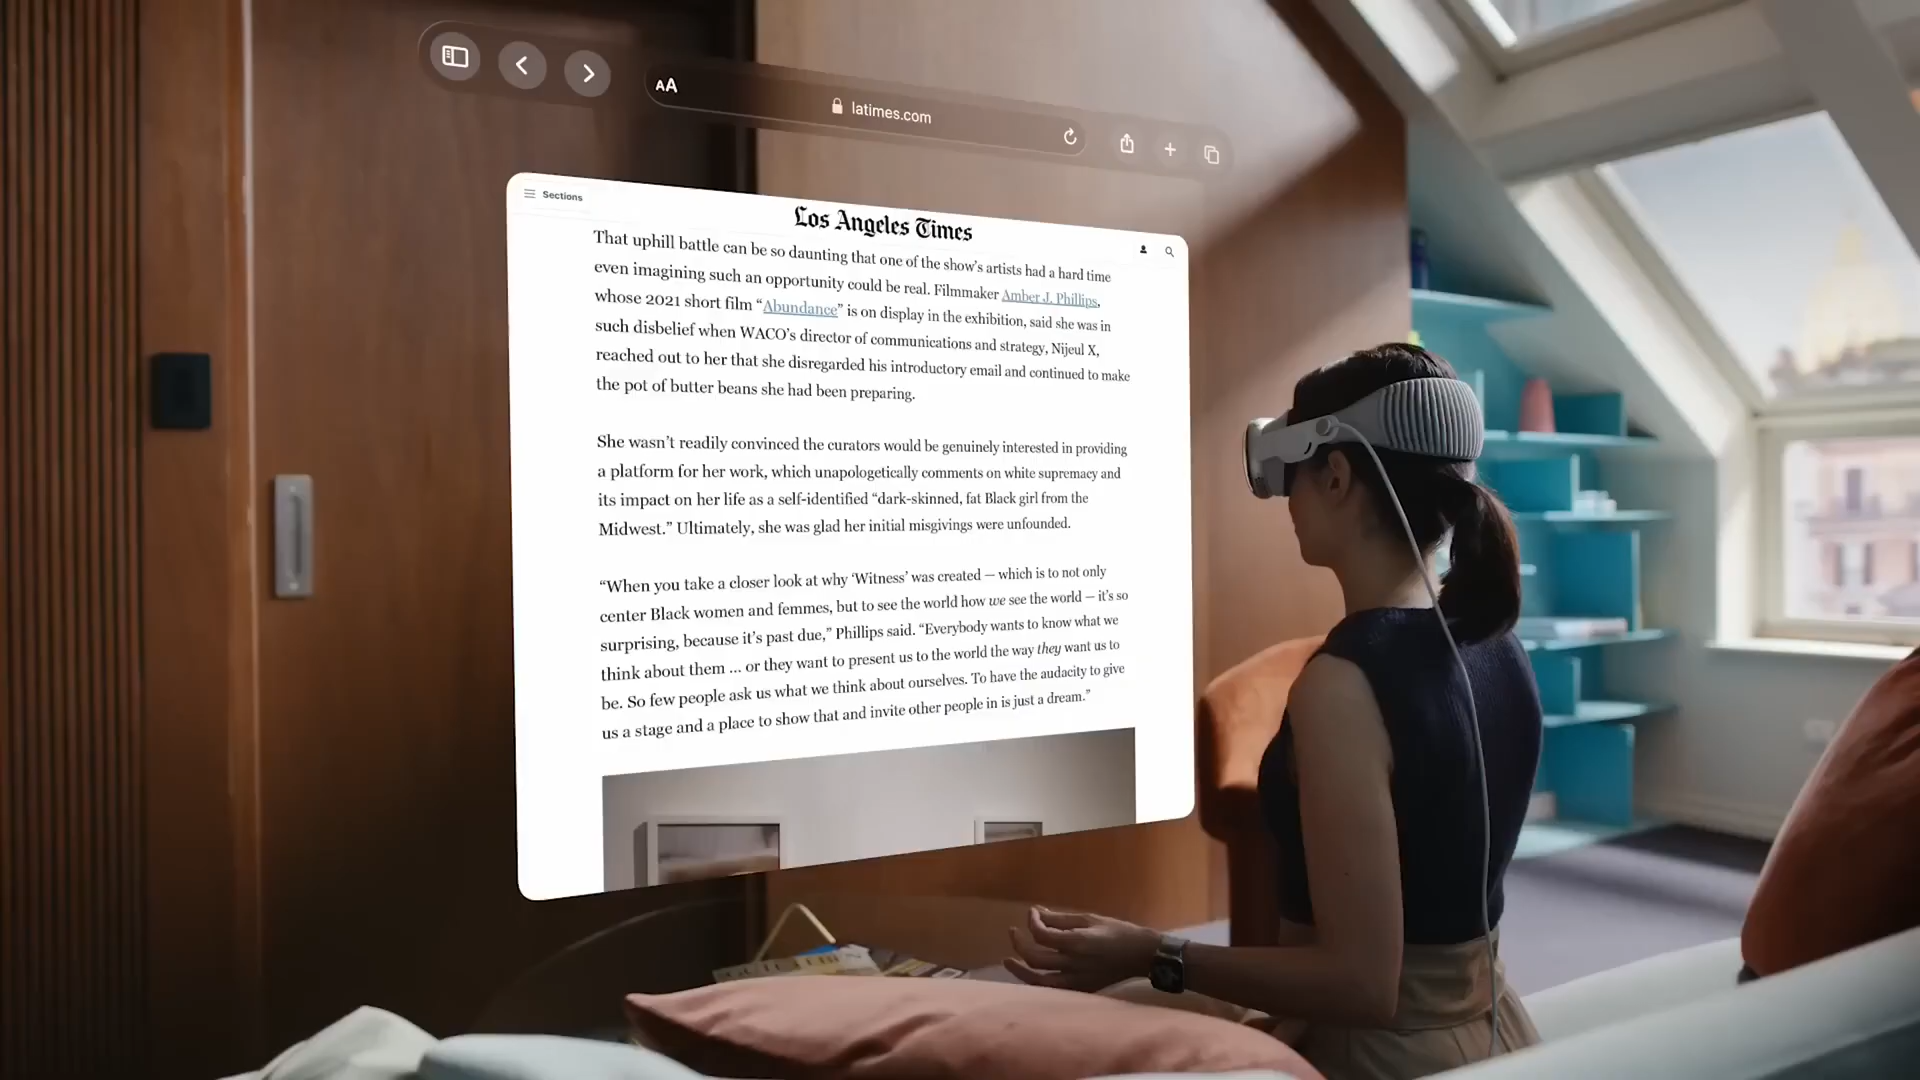 AA
latimes.com
Sections
Los Angeles Times
That uphill battle can be so daunting that one of the show’s artists had a hard time
even imagining such an opportunity could be real. Filmmaker Amber J. Phillips,
whose 2021 short film “Abundance” is on display in the exhibition, said she was in
such disbelief when WACO’s director of communications and strategy, Nijeul X,
reached out to her that she disregarded his introductory email and continued to make
the pot of butter beans she had been preparing.
She wasn’t readily convinced the curators would be genuinely interested in providing
a platform for her work, which unapologetically comments on white supremacy and
its impact on her life as a self-identified “dark-skinned, fat Black girl from the
Midwest.” Ultimately, she was glad her initial misgivings were unfounded.
“When you take a closer look at why ‘Witness’ was created — which is to not only
center Black women and femmes, but to see the world how we see the world — it’s so
surprising, because it’s past due,” Phillips said. “Everybody wants to know what we
think about them ... or they want to present us to the world the way they want us to
be. So few people ask us what we think about ourselves. To have the audacity to give
us a stage and a place to show that and invite other people in is just a dream.”